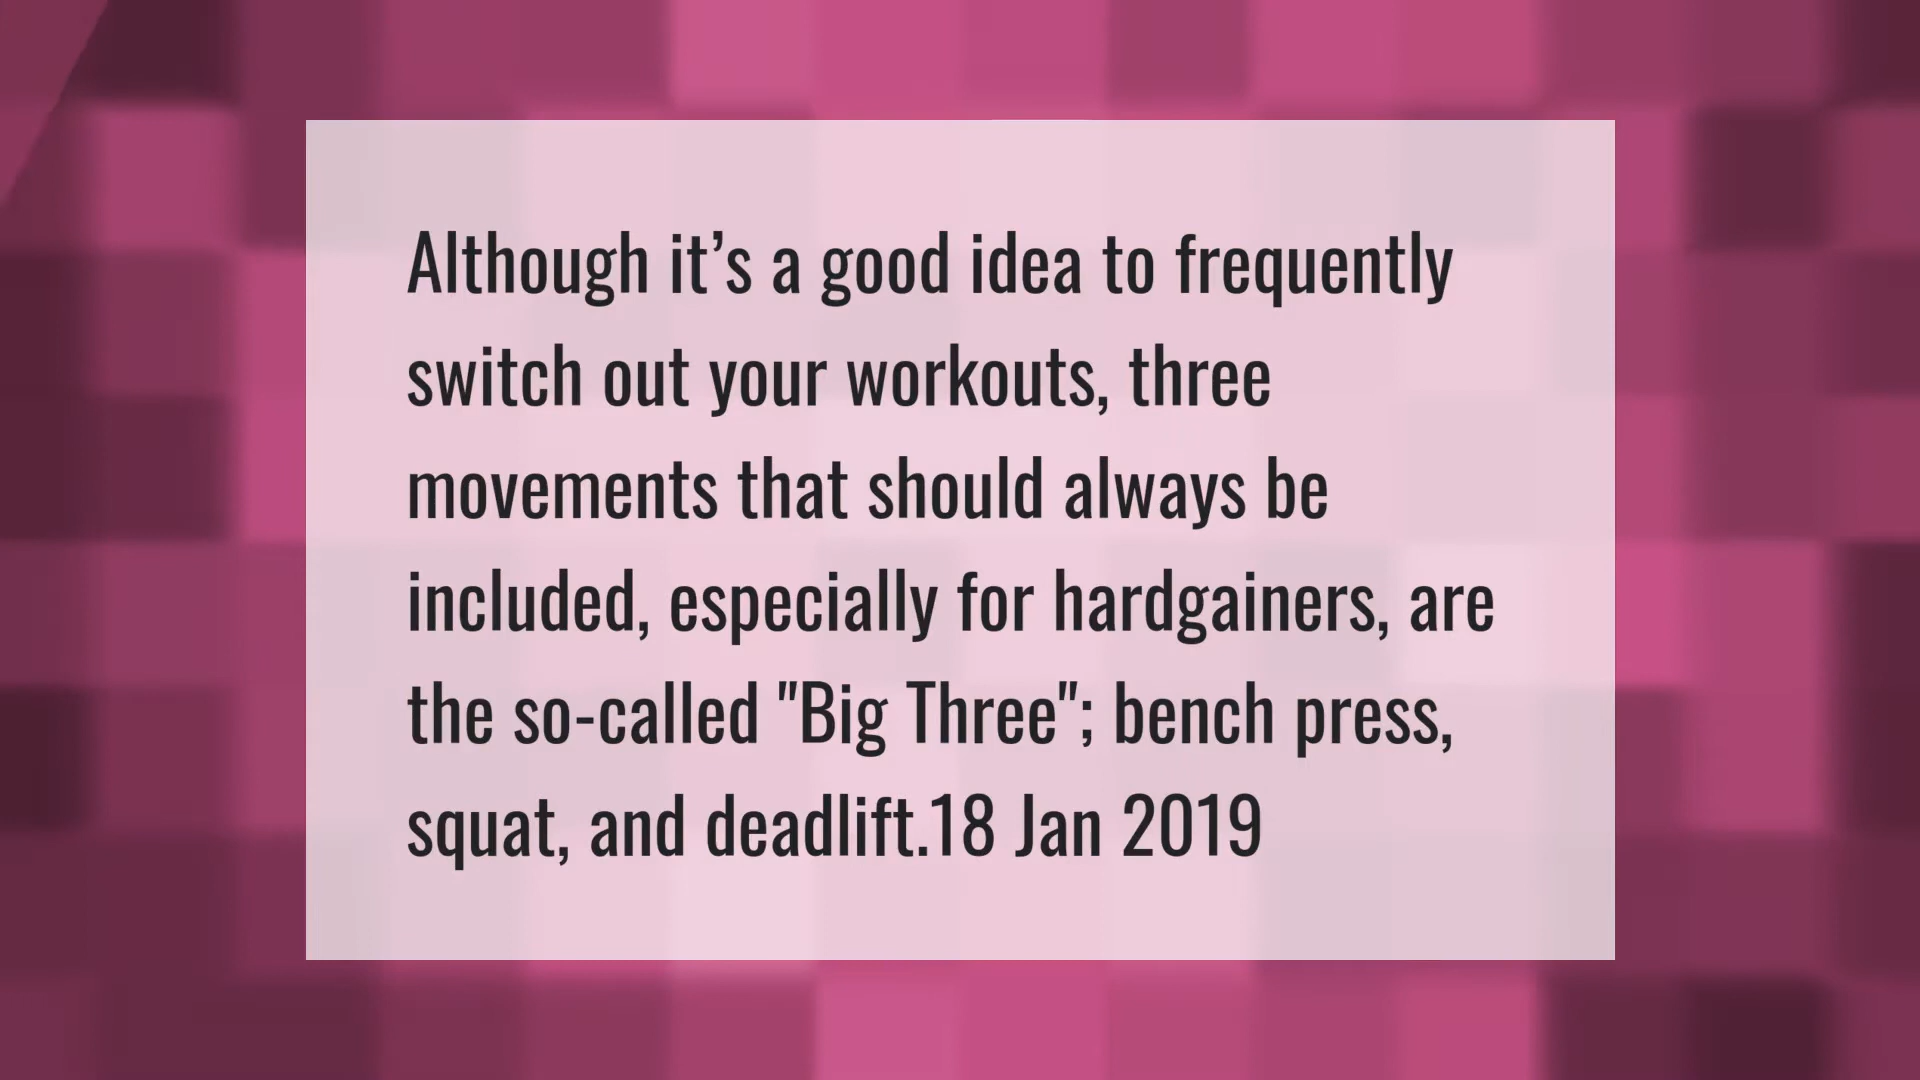 Although it’s a good idea to frequently
switch out your workouts, three
movements that should always be
included, especially for hardgainers, are
the so-called "Big Three"; bench press,
squat, and deadlift.18 Jan 2019